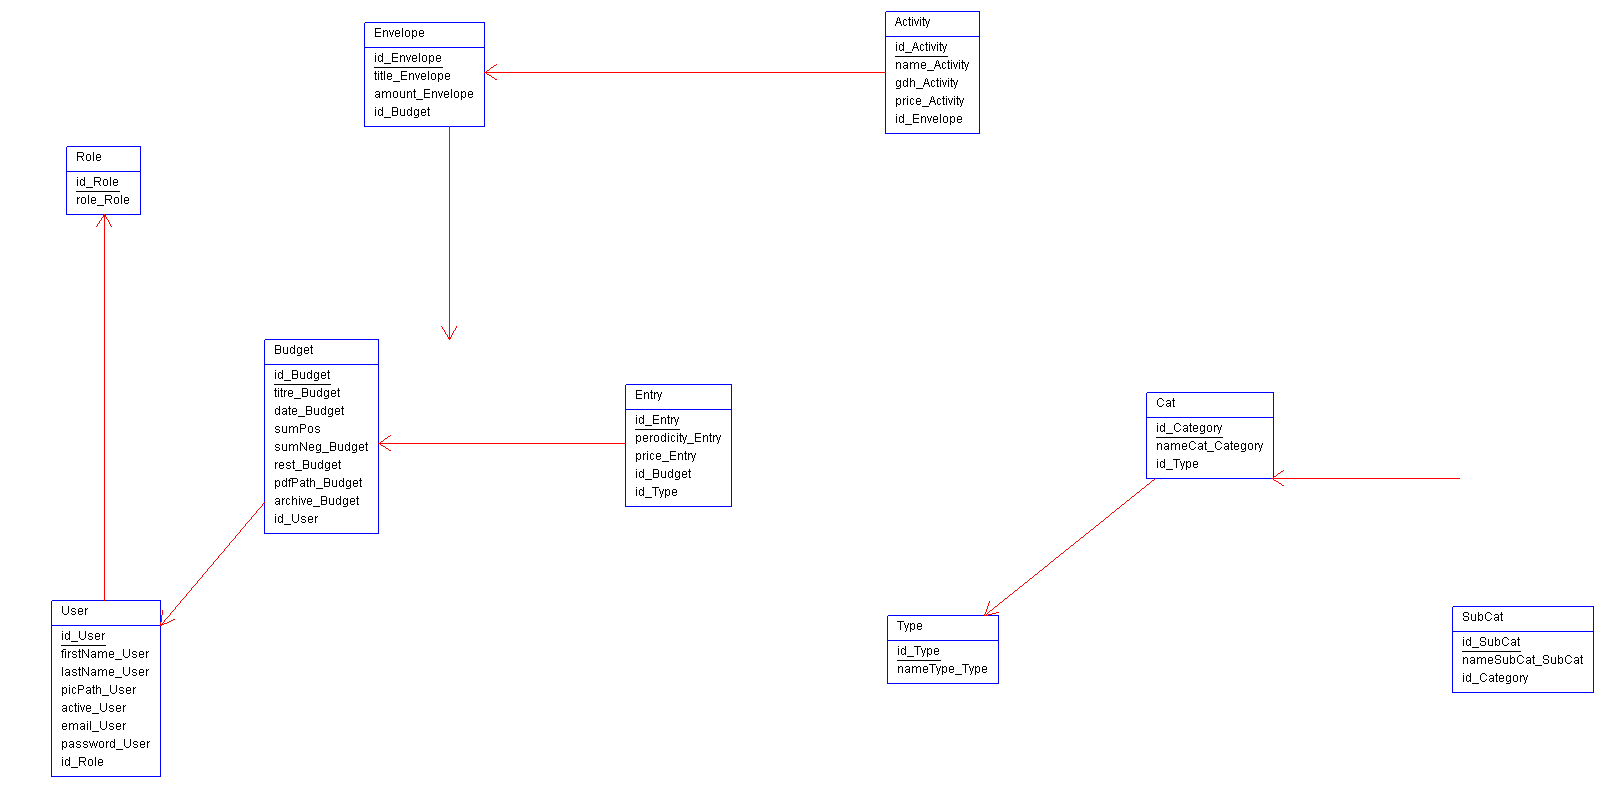 Envelope
id_Envelope
title_Envelope
amount_Envelope
id_Budget
Activity
id_Activity
name_Activity
gdh_Activity
price_Activity
id_Envelope
Role
id_Role
role_Role
Budget
id_Budget
titre_Budget
date_Budget
sumPos
sumNeg_Budget
rest_Budget
pdfPath_Budget
archive_Budget
id_User
Entry
id_Entry
perodicity_Entry
price_Entry
id_Budget
id_Type
Cat
id_Category
nameCat_Category
id_Type
User
id_User
firstName_User
lastName_User
picPath_User
active_User
email_User
password_User
id_Role
Type
id_Type
nameType_Type
SubCat
id_SubCat
nameSubCat_SubCat
id_Category